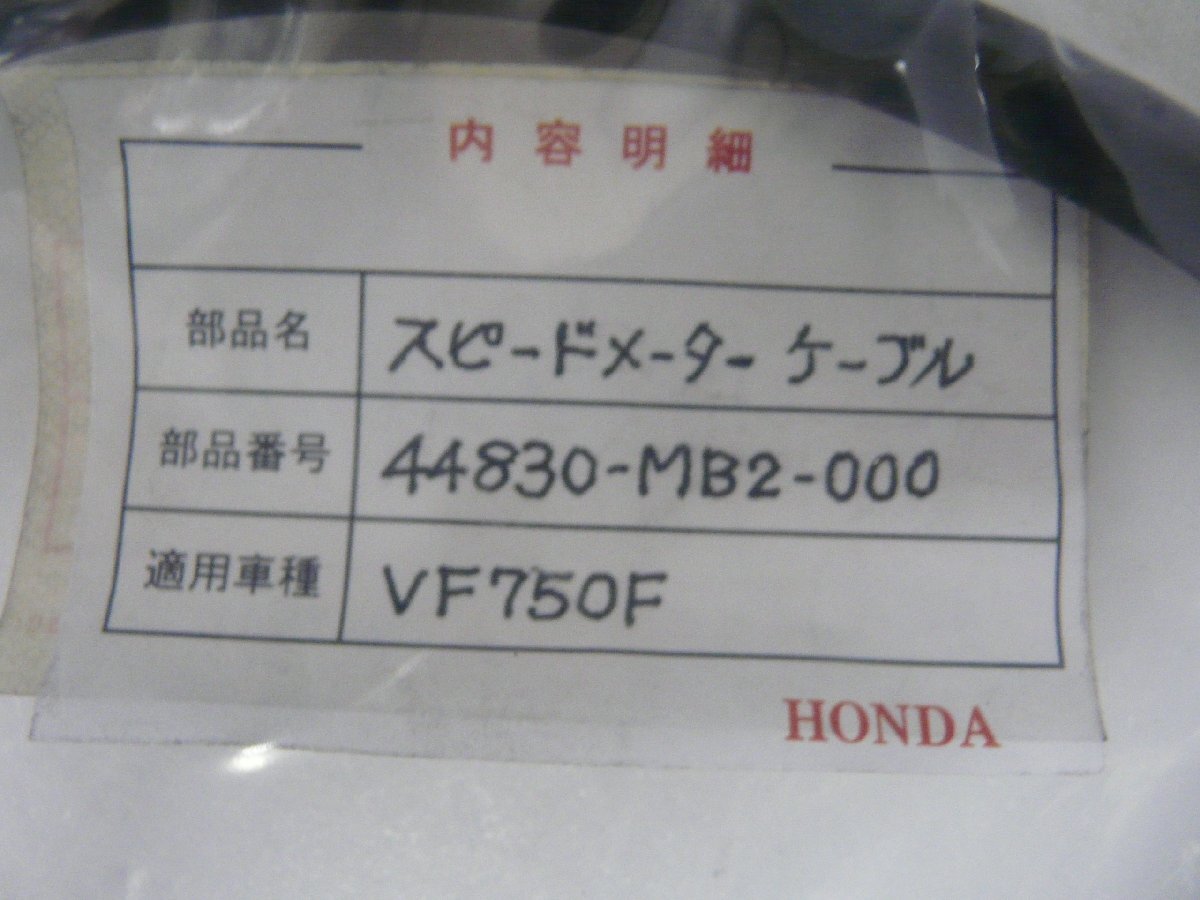 内容明細
部品名 スピードメーター ケーブル
部品番号 44830-MB2-000
適用車種 VF750F
HONDA